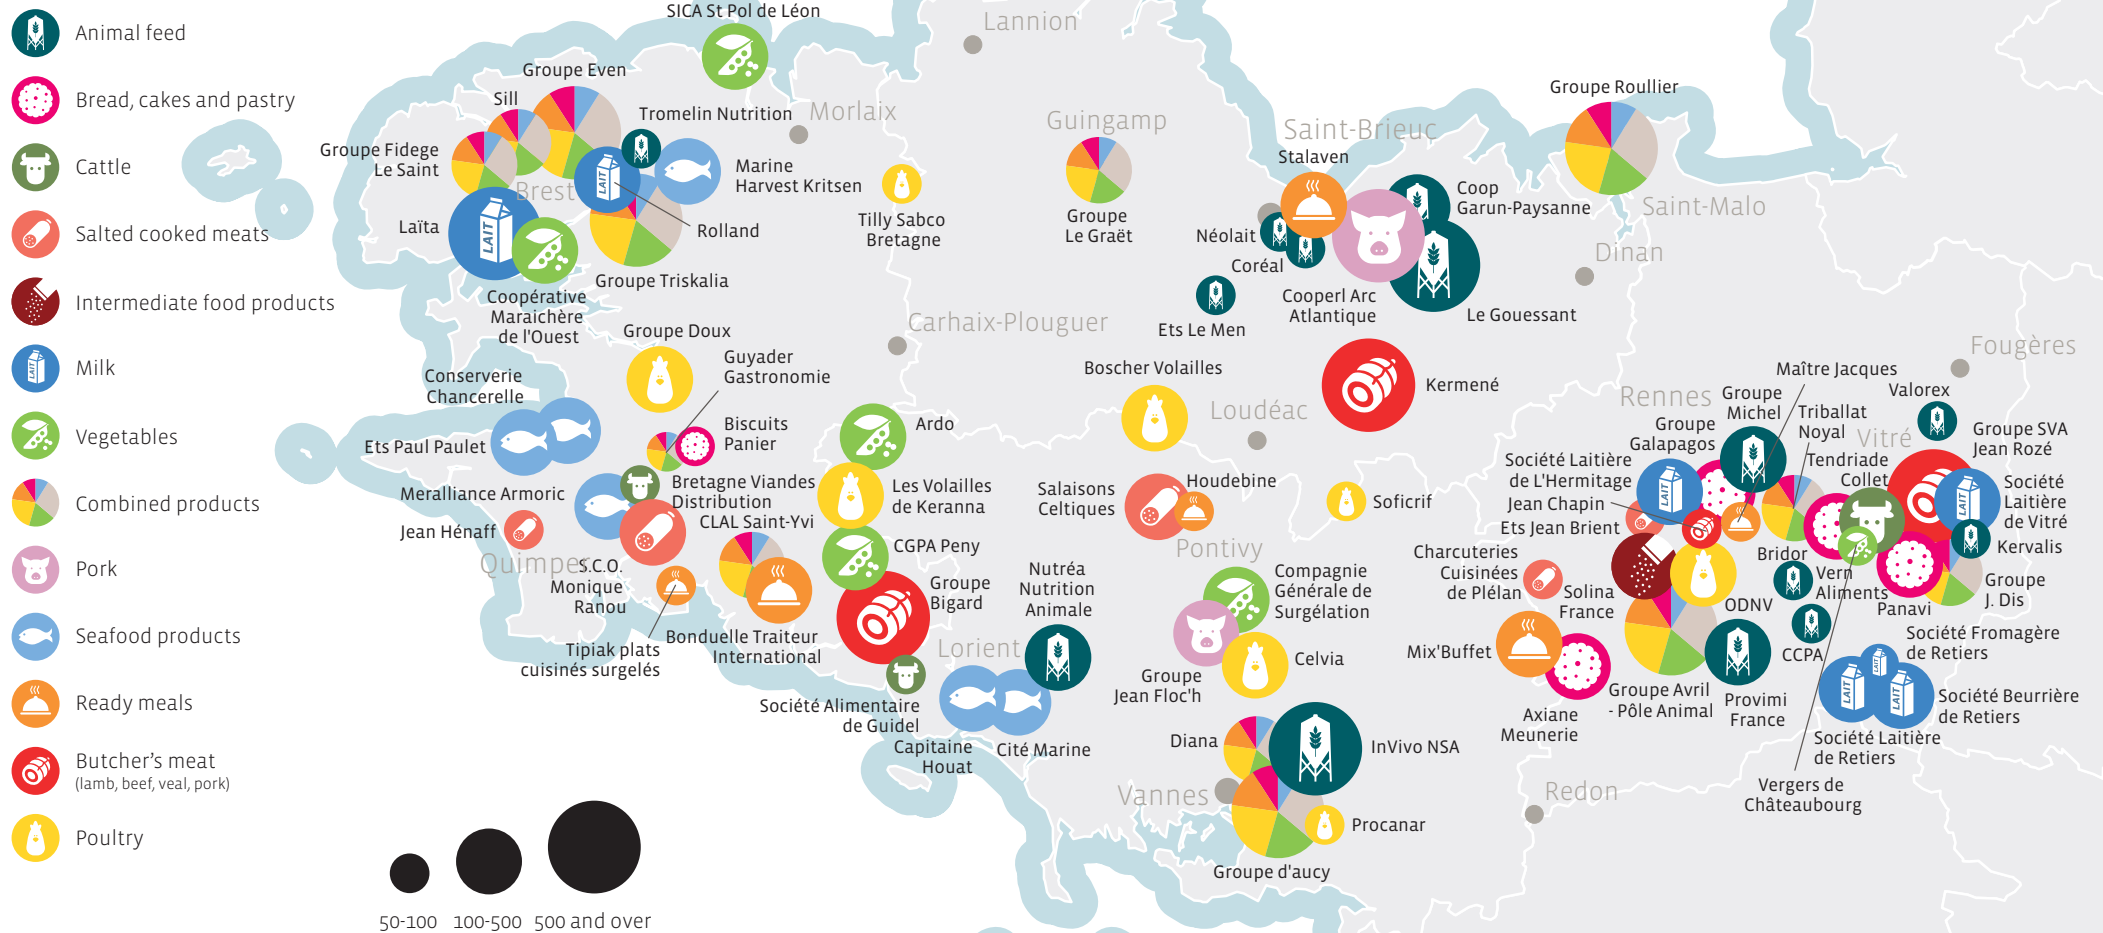 Animal feed
Bread, cakes and pastry
Cattle
Salted cooked meats
Intermediate food products
Milk
Vegetables
Combined products
Pork
Seafood products
Ready meals
Butcher's meat
(lamb, beef, veal, pork)
Poultry
50-100
100-500
500 and over
SICA St Pol de Léon
Lannion
Groupe Even
Sill
Tromelin Nutrition
Morlaix
Groupe Fidege
Le Saint
Marine
Harvest Kritsen
Brest
LAIT
Laïta
LAIT
Rolland
Tilly Sabco
Bretagne
Groupe Triskalia
Coopérative
Maraichère
de l'Ouest
Guingamp
Groupe
Le Graët
Saint-Brieuc
Stalaven
Coop
Garun-Paysanne
Néolait
Coréal
Ets Le Men
Cooperl Arc
Atlantique
Le Gouessant
Groupe Roullier
Saint-Malo
Dinan
Groupe Doux
Carhaix-Plouguer
Guyader
Gastronomie
Conserverie
Chancerelle
Ets Paul Paulet
Biscuits
Panier
Ardo
Boscher Volailles
Loudéac
Kermené
Meralliance Armoric
Bretagne Viandes
Distribution
Les Volailles
de Keranna
Jean Hénaff
CLAL Saint-Yvi
Quimper
S.C.O.
Monique
Ranou
CGPA Peny
Groupe
Bigard
Tipiak plats
cuisinés surgelés
Bonduelle Traiteur
International
Société Alimentaire
de Guidel
Lorient
Nutréa
Nutrition
Animale
Capitaine
Houat
Cité Marine
Salaisons
Celtiques
Houdebine
Soficrif
Pontivy
Compagnie
Générale de
Surgélation
Groupe
Jean Floc'h
Celvia
Diana
InVivo NSA
Vannes
Procanar
Groupe d'aucy
Fougères
Maître Jacques
Rennes
Groupe
Michel
Valorex
Groupe
Galapagos
Triballat
Noyal
Vitré
Groupe SVA
Jean Rozé
Société Laitière
de L'Hermitage
Tendriade
Collet
Jean Chapin
LAIT
LAIT
Société
Laitière
de Vitré
Ets Jean Brient
Kervalis
Charcuteries
Cuisinées
de Plélan
Solina
France
Bridor
Vern
Aliments
Panavi
Groupe
J. Dis
ODNV
Mix'Buffet
CCPA
Société Fromagère
de Retiers
Axiane
Meunerie
Groupe Avril
- Pôle Animal
Provimi
France
LAIT
LAIT
LAIT
Société Beurrière
de Retiers
Société Laitière
de Retiers
Vergers de
Châteaubourg
Redon
LAIT